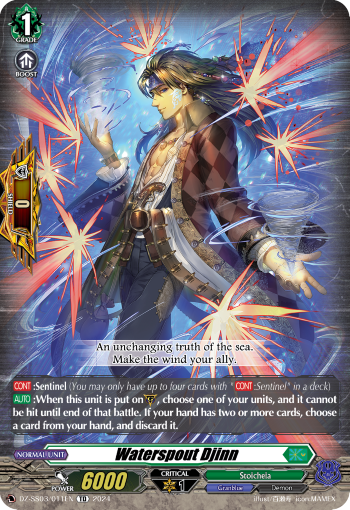 1
GRADE
BOOST
OTHERS
0
An unchanging truth of the sea.
Make the wind your ally.
CONT:Sentinel (You may only have up to four cards with "CONT:Sentinel" in a deck)
AUTO:When this unit is put on , choose one of your units, and it cannot
be hit until end of that battle. If your hand has two or more cards, choose
a card from your hand, and discard it.
NORMAL UNIT
Waterspout Djinn
POWER
6000
CRITICAL
1
Stoicheia
Granblue
Demon
DZ-SS03/011EN TD 2024